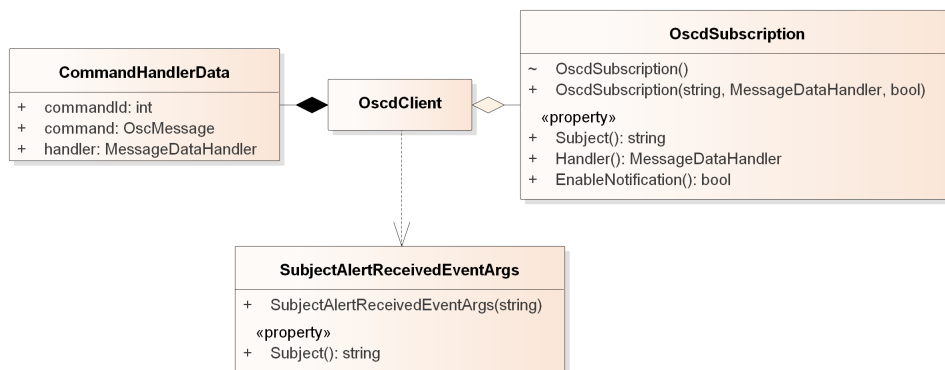 CommandHandlerData
+ commandId: int
+ command: OscMessage
+ handler: MessageDataHandler
OscdClient
OscdSubscription
~ OscdSubscription()
+ OscdSubscription(string, MessageDataHandler, bool)
«property»
+ Subject(): string
+ Handler(): MessageDataHandler
+ EnableNotification(): bool
SubjectAlertReceivedEventArgs
+ SubjectAlertReceivedEventArgs(string)
«property»
+ Subject(): string